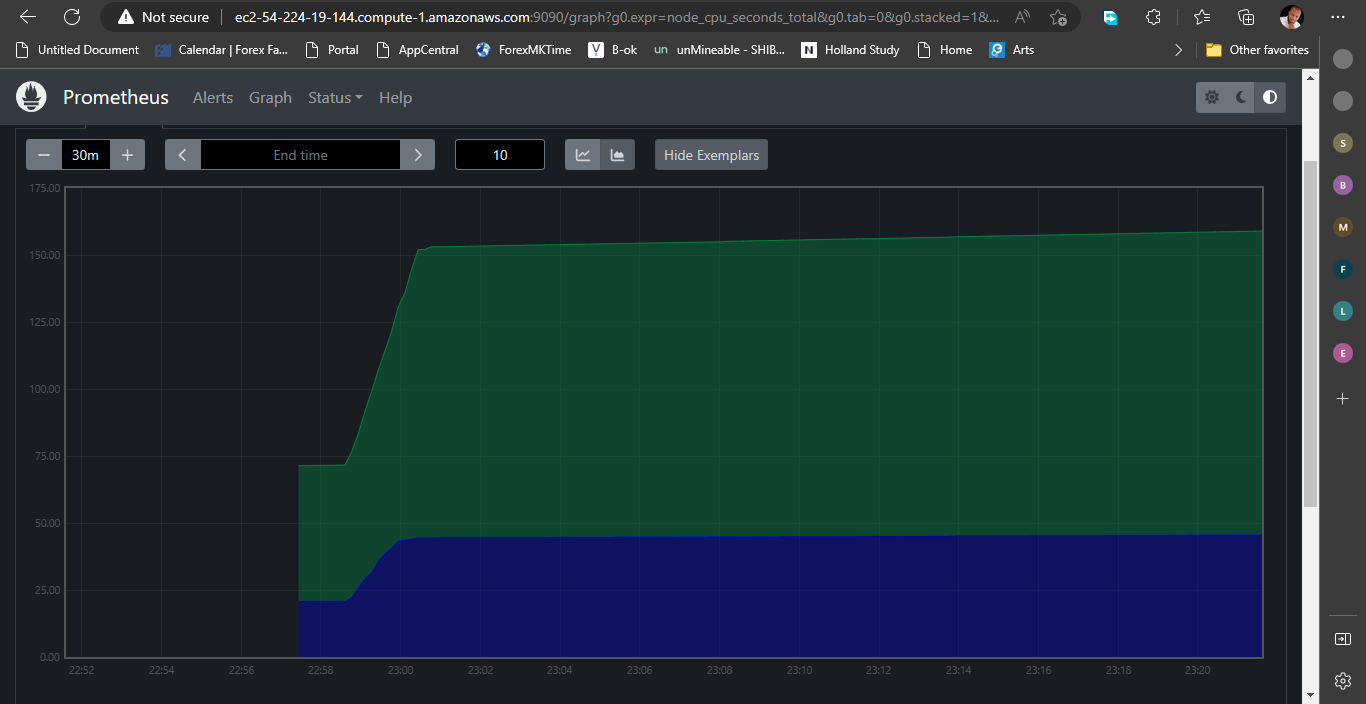 Not secure ec2-54-224-19-144.compute-1.amazonaws.com:9090/graph?g0.expr=node_cpu_seconds_total&g0.tab=0&g0.stacked=1&...
Untitled Document Calendar | Forex Fa... Portal AppCentral ForexMKTime V B-ok un unMineable - SHIB... N Holland Study Home Arts Other favorites
Prometheus Alerts Graph Status Help
30m End time 10 Hide Exemplars
175.00
150.00
125.00
100.00
75.00
50.00
25.00
0.00
22:52 22:54 22:56 22:58 23:00 23:02 23:04 23:06 23:08 23:10 23:12 23:14 23:16 23:18 23:20
S
B
M
F
L
E